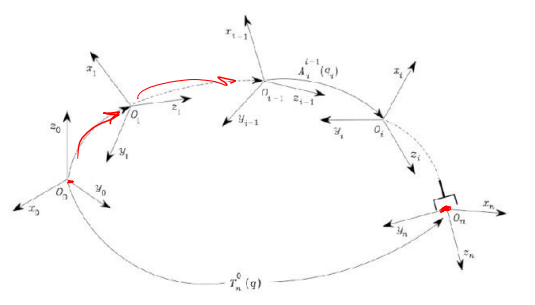 x_{i-1}
x_1
A_i^{i-1}(q_i)
x_i
O_{i-1}
z_{i-1}
O_1
z_1
z_0
y_{i-1}
y_i
O_i
y_1
z_i
O_0
y_0
x_0
x_n
O_n
y_n
z_n
T_n^0(q)